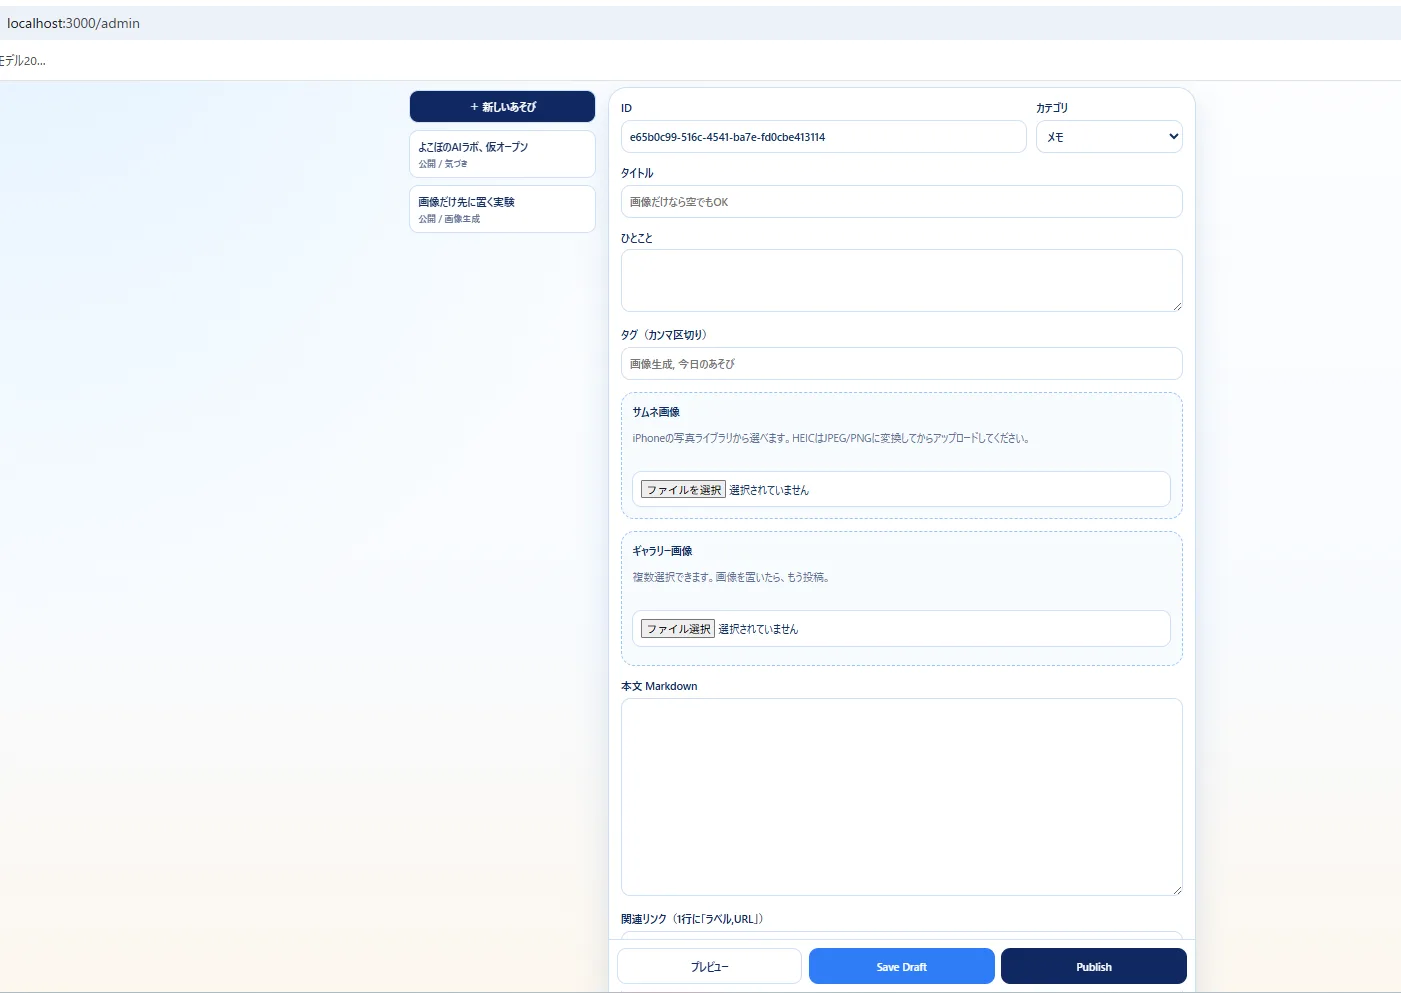 localhost:3000/admin
モデル20...
＋ 新しいあそび
よこぼのAIラボ、仮オープン
公開 / 気づき
画像だけ先に置く実験
公開 / 画像生成
ID
カテゴリ
e65b0c99-516c-4541-ba7e-fd0cbe413114
メモ
タイトル
画像だけなら空でもOK
ひとこと
タグ（カンマ区切り）
画像生成, 今日のあそび
サムネ画像
iPhoneの写真ライブラリから選べます。HEICはJPEG/PNGに変換してからアップロードしてください。
ファイルを選択 選択されていません
ギャラリー画像
複数選択できます。画像を置いたら、もう投稿。
ファイル選択 選択されていません
本文 Markdown
関連リンク（1行に「ラベル,URL」）
プレビュー
Save Draft
Publish